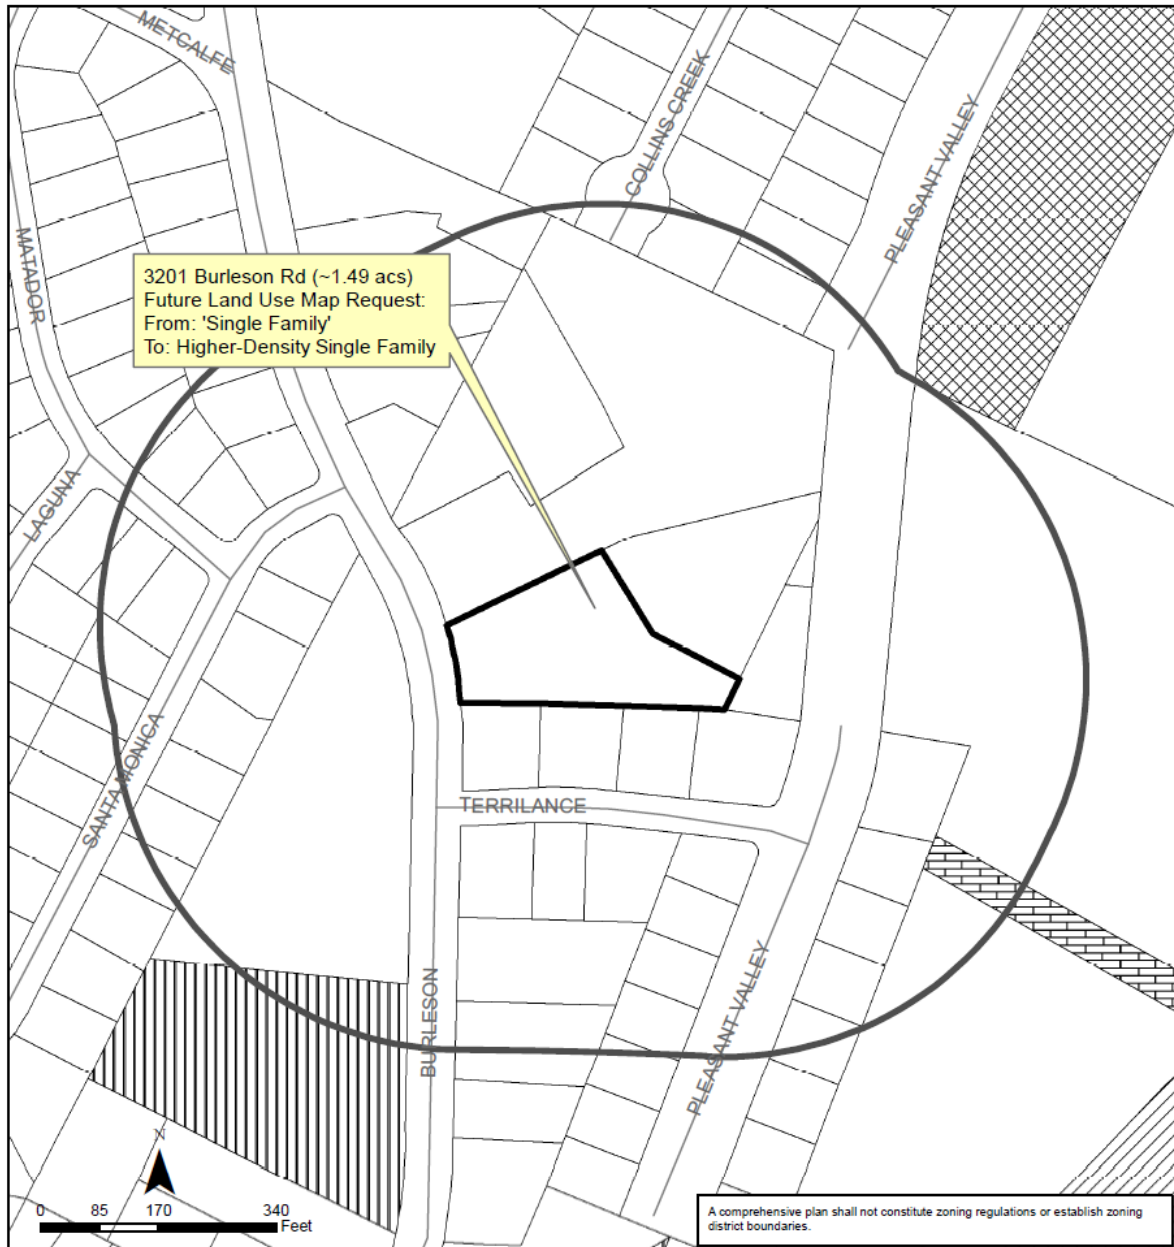 METCALFE
COLLINS CREEK
PLEASANT VALLEY
MATADOR
3201 Burleson Rd (~1.49 acs)
Future Land Use Map Request:
From: 'Single Family'
To: Higher-Density Single Family
LAGUNA
SANTA MONICA
TERRILANCE
BURLESON
PLEASANT VALLEY
N
0 85 170 340
Feet
A comprehensive plan shall not constitute zoning regulations or establish zoning
district boundaries.